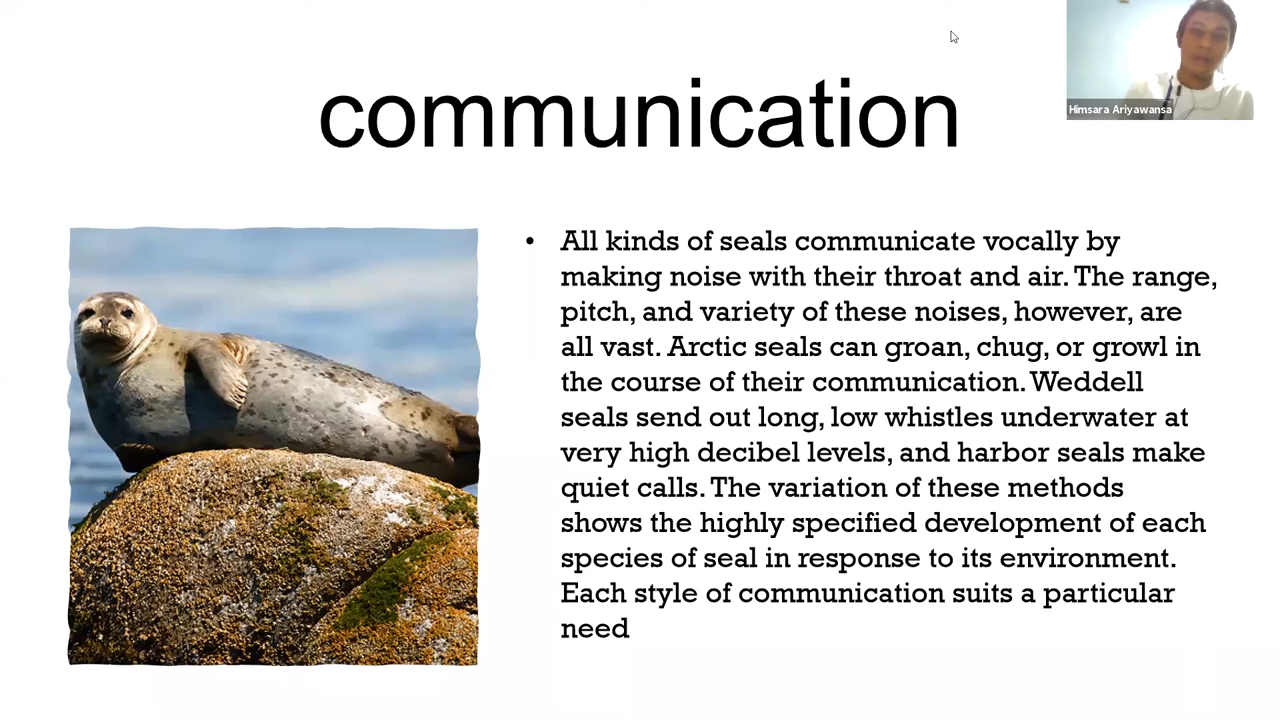 communication
Himsara Ariyawansa
• All kinds of seals communicate vocally by
making noise with their throat and air. The range,
pitch, and variety of these noises, however, are
all vast. Arctic seals can groan, chug, or growl in
the course of their communication. Weddell
seals send out long, low whistles underwater at
very high decibel levels, and harbor seals make
quiet calls. The variation of these methods
shows the highly specified development of each
species of seal in response to its environment.
Each style of communication suits a particular
need